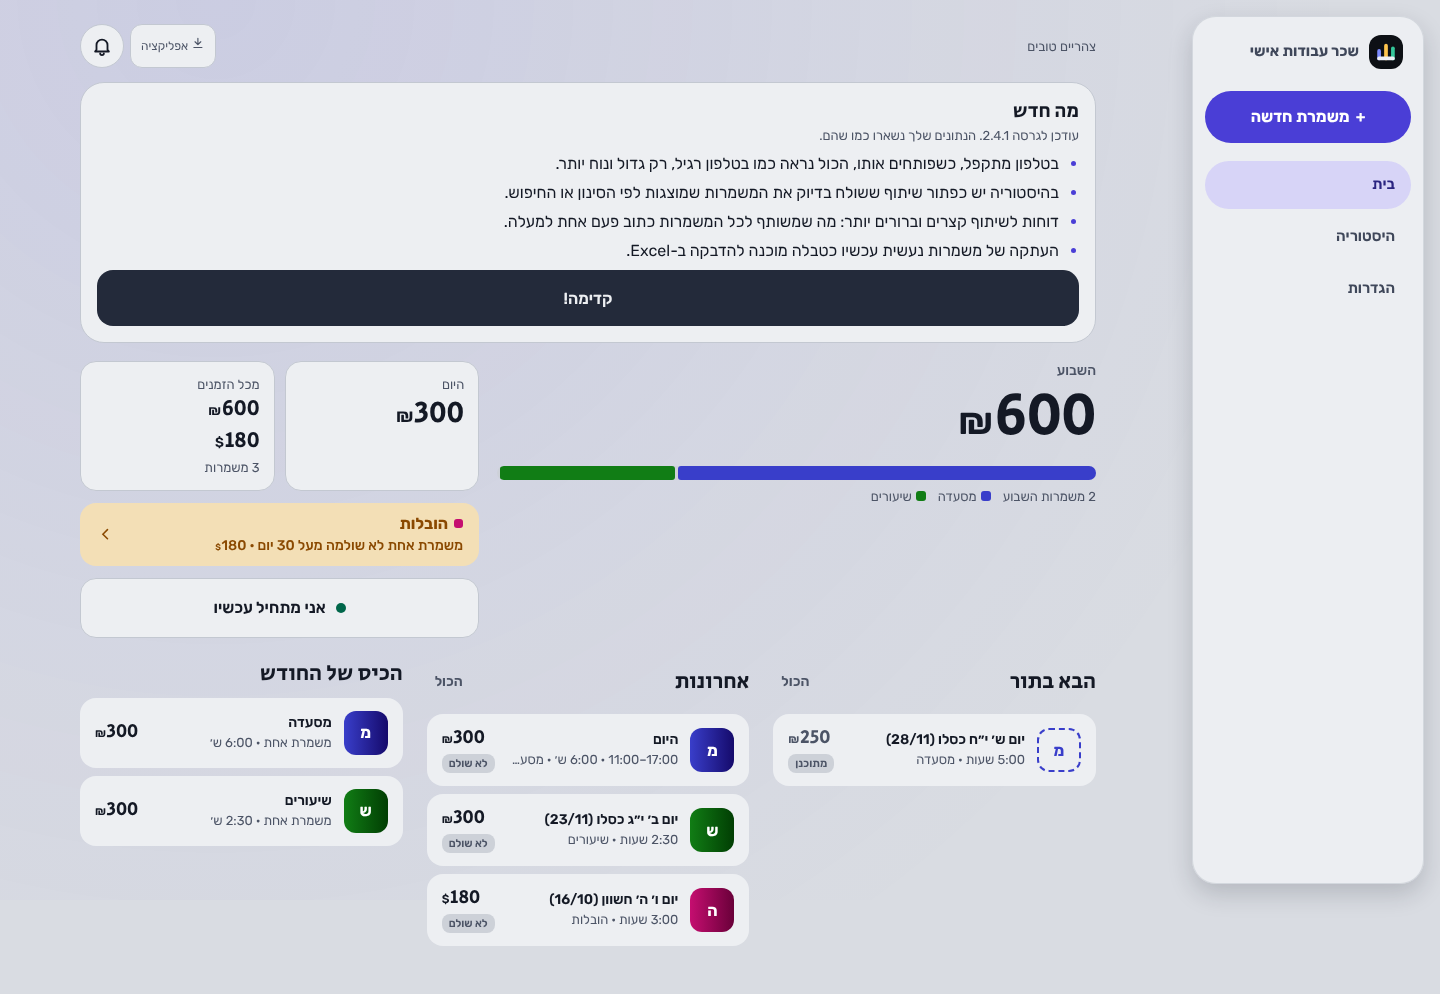 שכר עבודות אישי
+ משמרת חדשה
בית
היסטוריה
הגדרות
צהריים טובים
אפליקציה
מה חדש
עודכן לגרסה 2.4.1. הנתונים שלך נשארו כמו שהם.
• בטלפון מתקפל, כשפותחים אותו, הכול נראה כמו בטלפון רגיל, רק גדול ונוח יותר.
• בהיסטוריה יש כפתור שיתוף ששולח בדיוק את המשמרות שמוצגות לפי הסינון או החיפוש.
• דוחות לשיתוף קצרים וברורים יותר: מה שמשותף לכל המשמרות כתוב פעם אחת למעלה.
• העתקה של משמרות נעשית עכשיו כטבלה מוכנה להדבקה ב-Excel.
קדימה!
השבוע
600₪
2 משמרות השבוע מסעדה שיעורים
היום
300₪
מכל הזמנים
600₪
180$
3 משמרות
הובלות
משמרת אחת לא שולמה מעל 30 יום · 180$
אני מתחיל עכשיו
הבא בתור
הכול
מ
יום ש׳ י״ח כסלו (28/11)
250₪
5:00 שעות · מסעדה
מתוכנן
אחרונות
הכול
מ
היום
300₪
11:00–17:00 · 6:00 ש׳ · מסע...
לא שולם
ש
יום ב׳ י״ג כסלו (23/11)
300₪
2:30 שעות · שיעורים
לא שולם
ה
יום ו׳ ה׳ חשוון (16/10)
180$
3:00 שעות · הובלות
לא שולם
הכיס של החודש
מ
מסעדה
300₪
משמרת אחת · 6:00 ש׳
ש
שיעורים
300₪
משמרת אחת · 2:30 ש׳